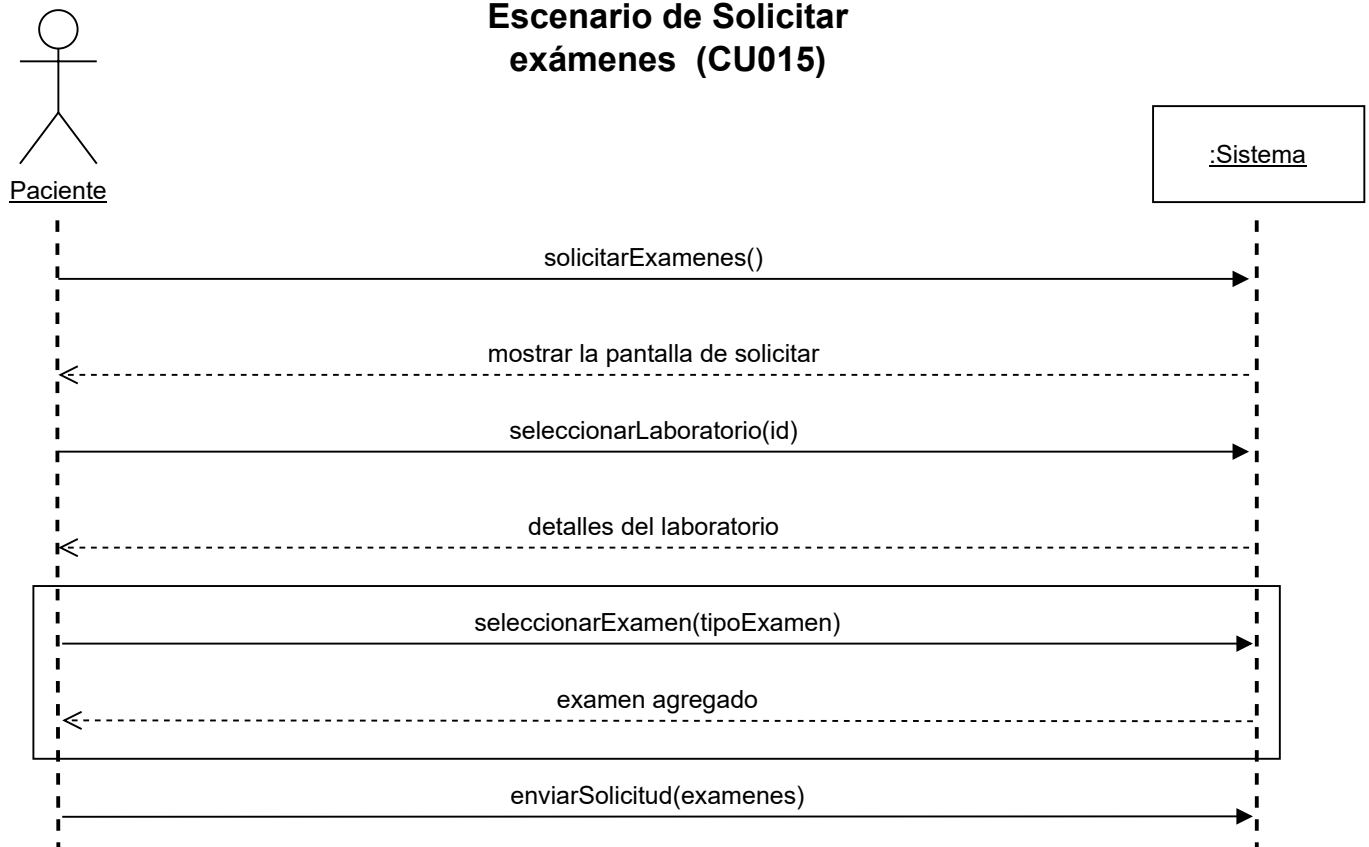 Escenario de Solicitar
exámenes (CU015)
:Sistema
Paciente
solicitarExamenes()
mostrar la pantalla de solicitar
seleccionarLaboratorio(id)
detalles del laboratorio
seleccionarExamen(tipoExamen)
examen agregado
enviarSolicitud(examenes)